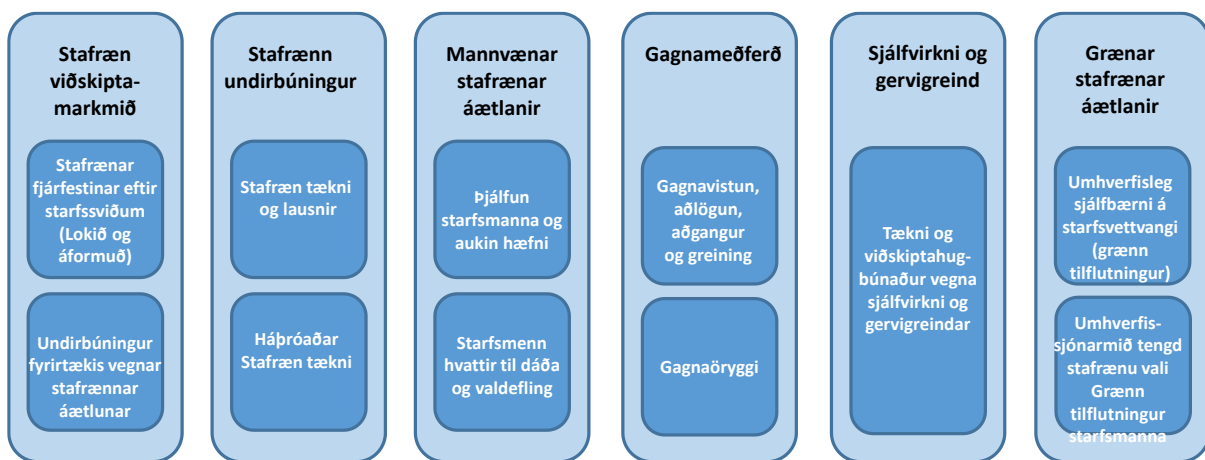 Stafræn
viðskipta-
markmið
Stafrænar
fjárfestinar eftir
starfssviðum
(Lokið og
áformuð)
Undirbúningur
fyrirtækis vegnar
stafrænnar
áætlunar
Stafrænn
undirbúningur
Stafræn tækni
og lausnir
Háþróaðar
Stafræn tækni
Mannvænar
stafrænar
áætlanir
Þjálfun
starfsmanna og
aukin hæfni
Starfsmenn
hvattir til dáða
og valdefling
Gagnameðferð
Gagnavistun,
aðlögun,
aðgangur
og greining
Gagnaöryggi
Sjálfvirkni og
gervigreind
Tækni og
viðskiptahug-
búnaður vegna
sjálfvirkni og
gervigreindar
Grænar
stafrænar
áætlanir
Umhverfisleg
sjálfbærni á
starfsvettvangi
(grænn
tilflutningur)
Umhverfis-
sjónarmið tengd
stafrænu vali
Grænn
tilflutningur
starfsmanna